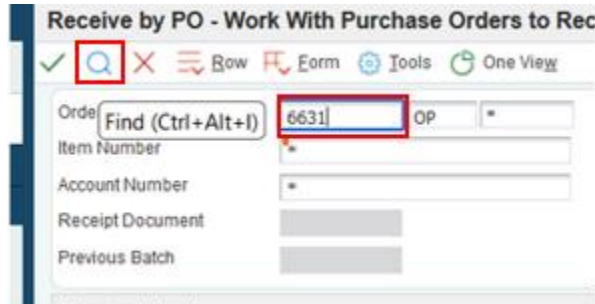 Receive by PO - Work With Purchase Orders to Rec
Row Form Tools One View
Orde 6631 OP *
Find (Ctrl+Alt+I)
Item Number *
Account Number *
Receipt Document
Previous Batch